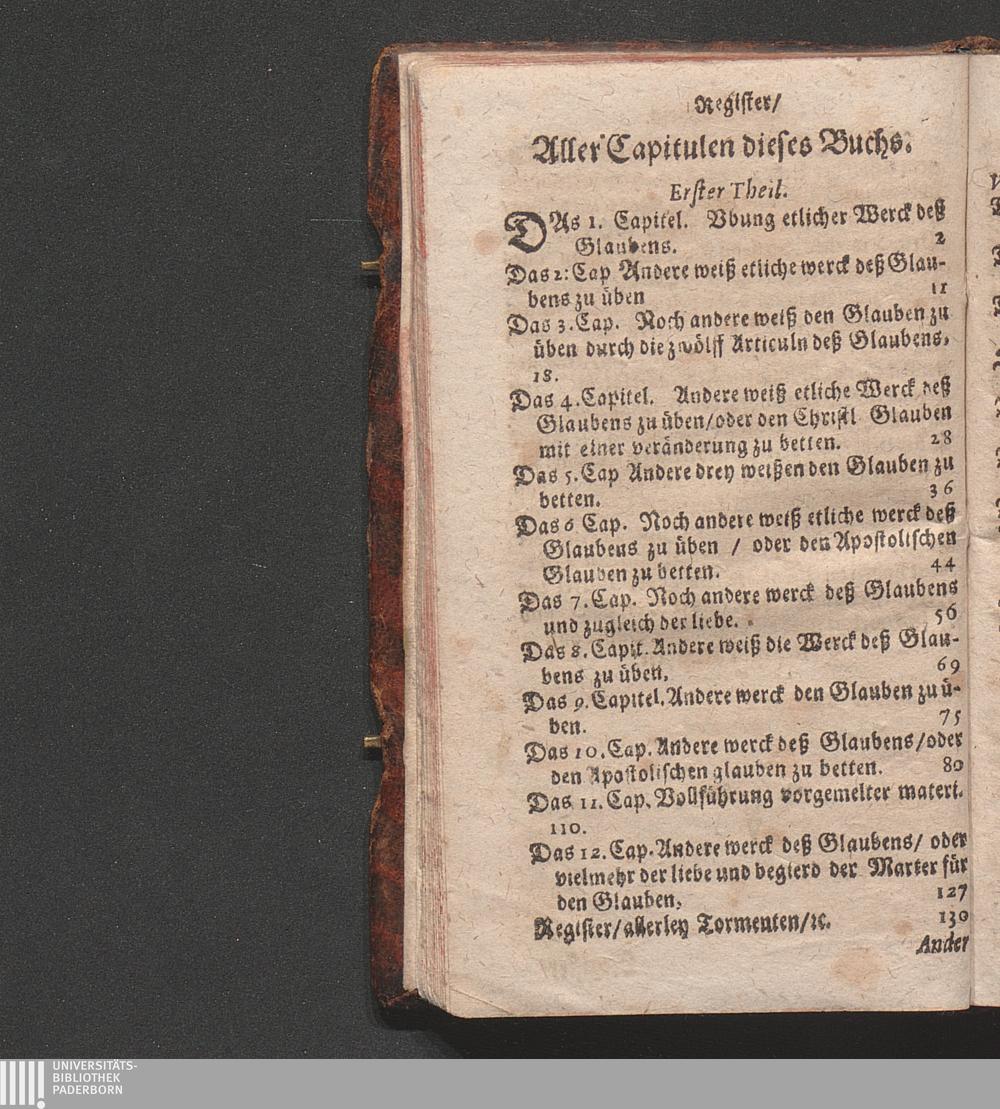 Register/
Aller Capitulen dieses Buchs.
Erster Theil.
DAs 1. Capitel. Vbung etlicher Werck deß
Glaubens. 2
Das 2: Cap Andere weiß etliche werck deß Glau-
bens zu üben 11
Das 3. Cap. Noch andere weiß den Glauben zu
üben durch die zwölff Articuln deß Glaubens.
18.
Das 4. Capitel. Andere weiß etliche Werck deß
Glaubens zu üben/oder den Christl Glauben
mit einer veränderung zu betten. 28
Das 5. Cap Andere drey weißen den Glauben zu
betten. 36
Das 6 Cap. Noch andere weiß etliche werck deß
Glaubens zu üben / oder den Apostolischen
Glauben zu betten. 44
Das 7. Cap. Noch andere werck deß Glaubens
und zugleich der liebe. 56
Das 8. Capit. Andere weiß die Werck deß Glau-
bens zu üben. 69
Das 9. Capitel. Andere werck den Glauben zu ü-
ben. 75
Das 10. Cap. Andere werck deß Glaubens/oder
den Apostolischen glauben zu betten. 80
Das 11. Cap. Vollführung vorgemelter materi.
110.
Das 12. Cap. Andere werck deß Glaubens/ oder
vielmehr der liebe und begierd der Marter für
den Glauben. 127
Register/allerley Tormenten/ꝛc. 130
Ander
UNIVERSITÄTS-
BIBLIOTHEK
PADERBORN